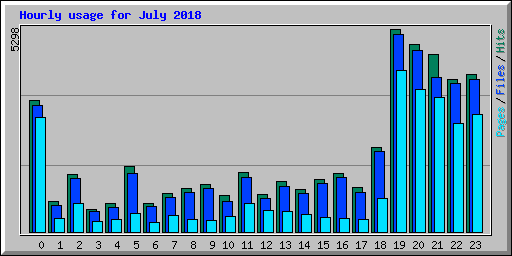 Hourly usage for July 2018
5298
Pages / Files / Hits
0 1 2 3 4 5 6 7 8 9 10 11 12 13 14 15 16 17 18 19 20 21 22 23